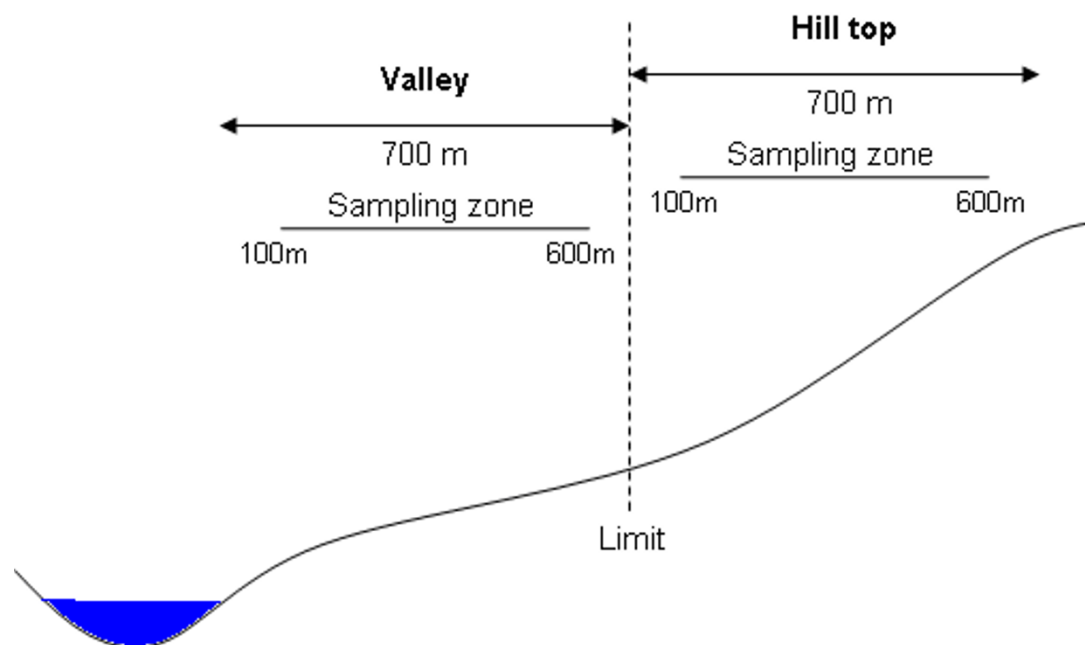 Hill top
700 m
Sampling zone
100m 600m
Valley
700 m
Sampling zone
100m 600m
Limit